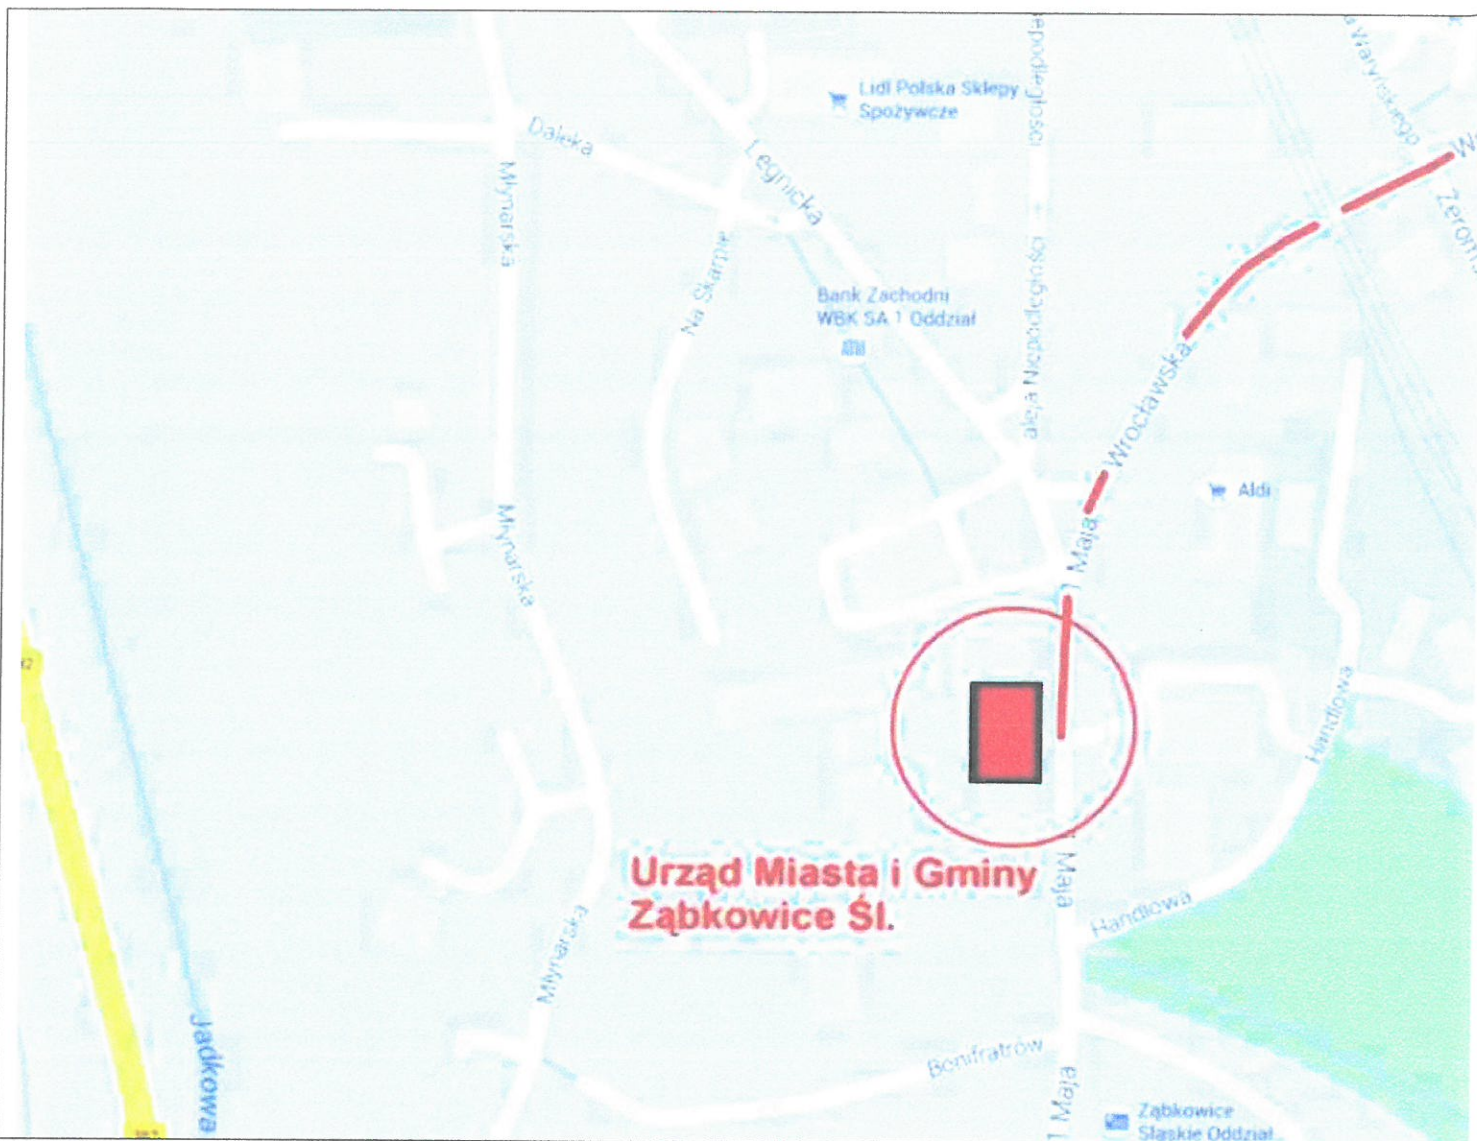 Lidl Polska Sklepy
Spożywcze
Daleka
Legnicka
Młynarska
Na Skarpie
Bank Zachodni
WBK SA 1 Oddział
aleja Niepodległości
Wrocławska
Aldi
1 Maja
Młynarska
Handlowa
Urząd Miasta i Gminy
Ząbkowice Śl.
1 Maja
Handlowa
Młynarska
Jadkowa
Bonifratrów
1 Maja
Ząbkowice
Śląskie Oddział